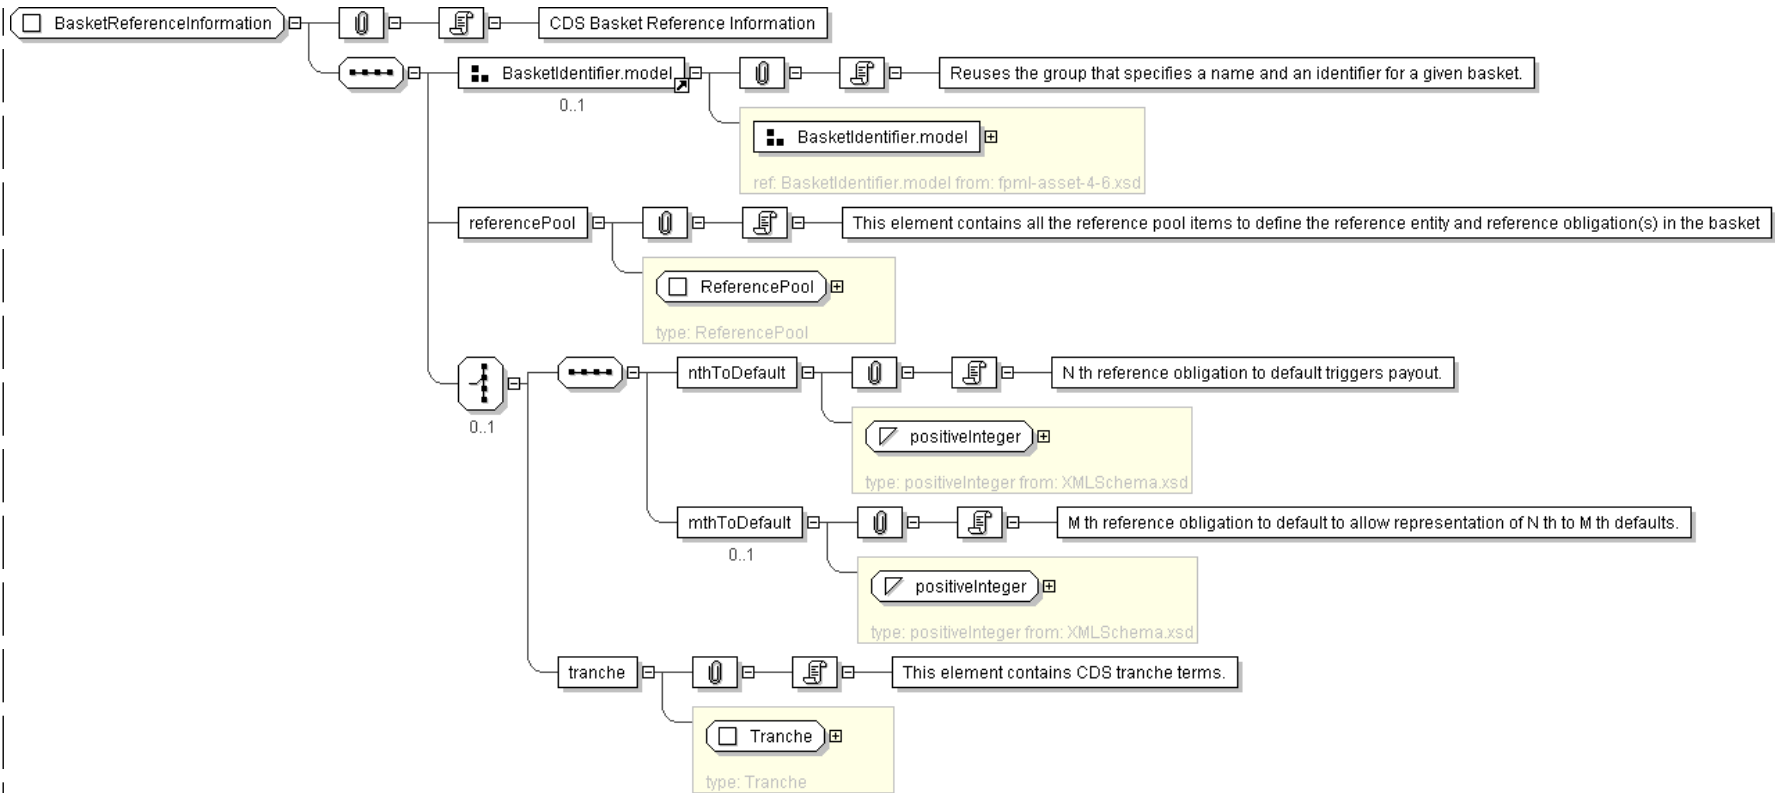 BasketReferenceInformation CDS Basket Reference Information
BasketIdentifier.model Reuses the group that specifies a name and an identifier for a given basket.
0..1
BasketIdentifier.model
ref: BasketIdentifier.model from: fpml-asset-4-6.xsd
referencePool This element contains all the reference pool items to define the reference entity and reference obligation(s) in the basket
ReferencePool
type: ReferencePool
nthToDefault N th reference obligation to default triggers payout.
0..1
positiveInteger
type: positiveInteger from: XMLSchema.xsd
mthToDefault M th reference obligation to default to allow representation of N th to M th defaults.
0..1
positiveInteger
type: positiveInteger from: XMLSchema.xsd
tranche This element contains CDS tranche terms.
Tranche
type: Tranche